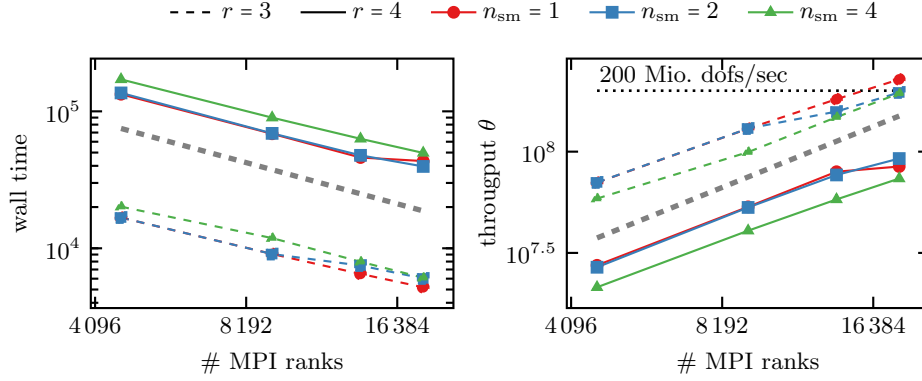 r = 3 r = 4 n_sm = 1 n_sm = 2 n_sm = 4
wall time
10^5
10^4
4 096 8 192 16 384
# MPI ranks
througput θ
200 Mio. dofs/sec
10^8
10^7.5
4 096 8 192 16 384
# MPI ranks